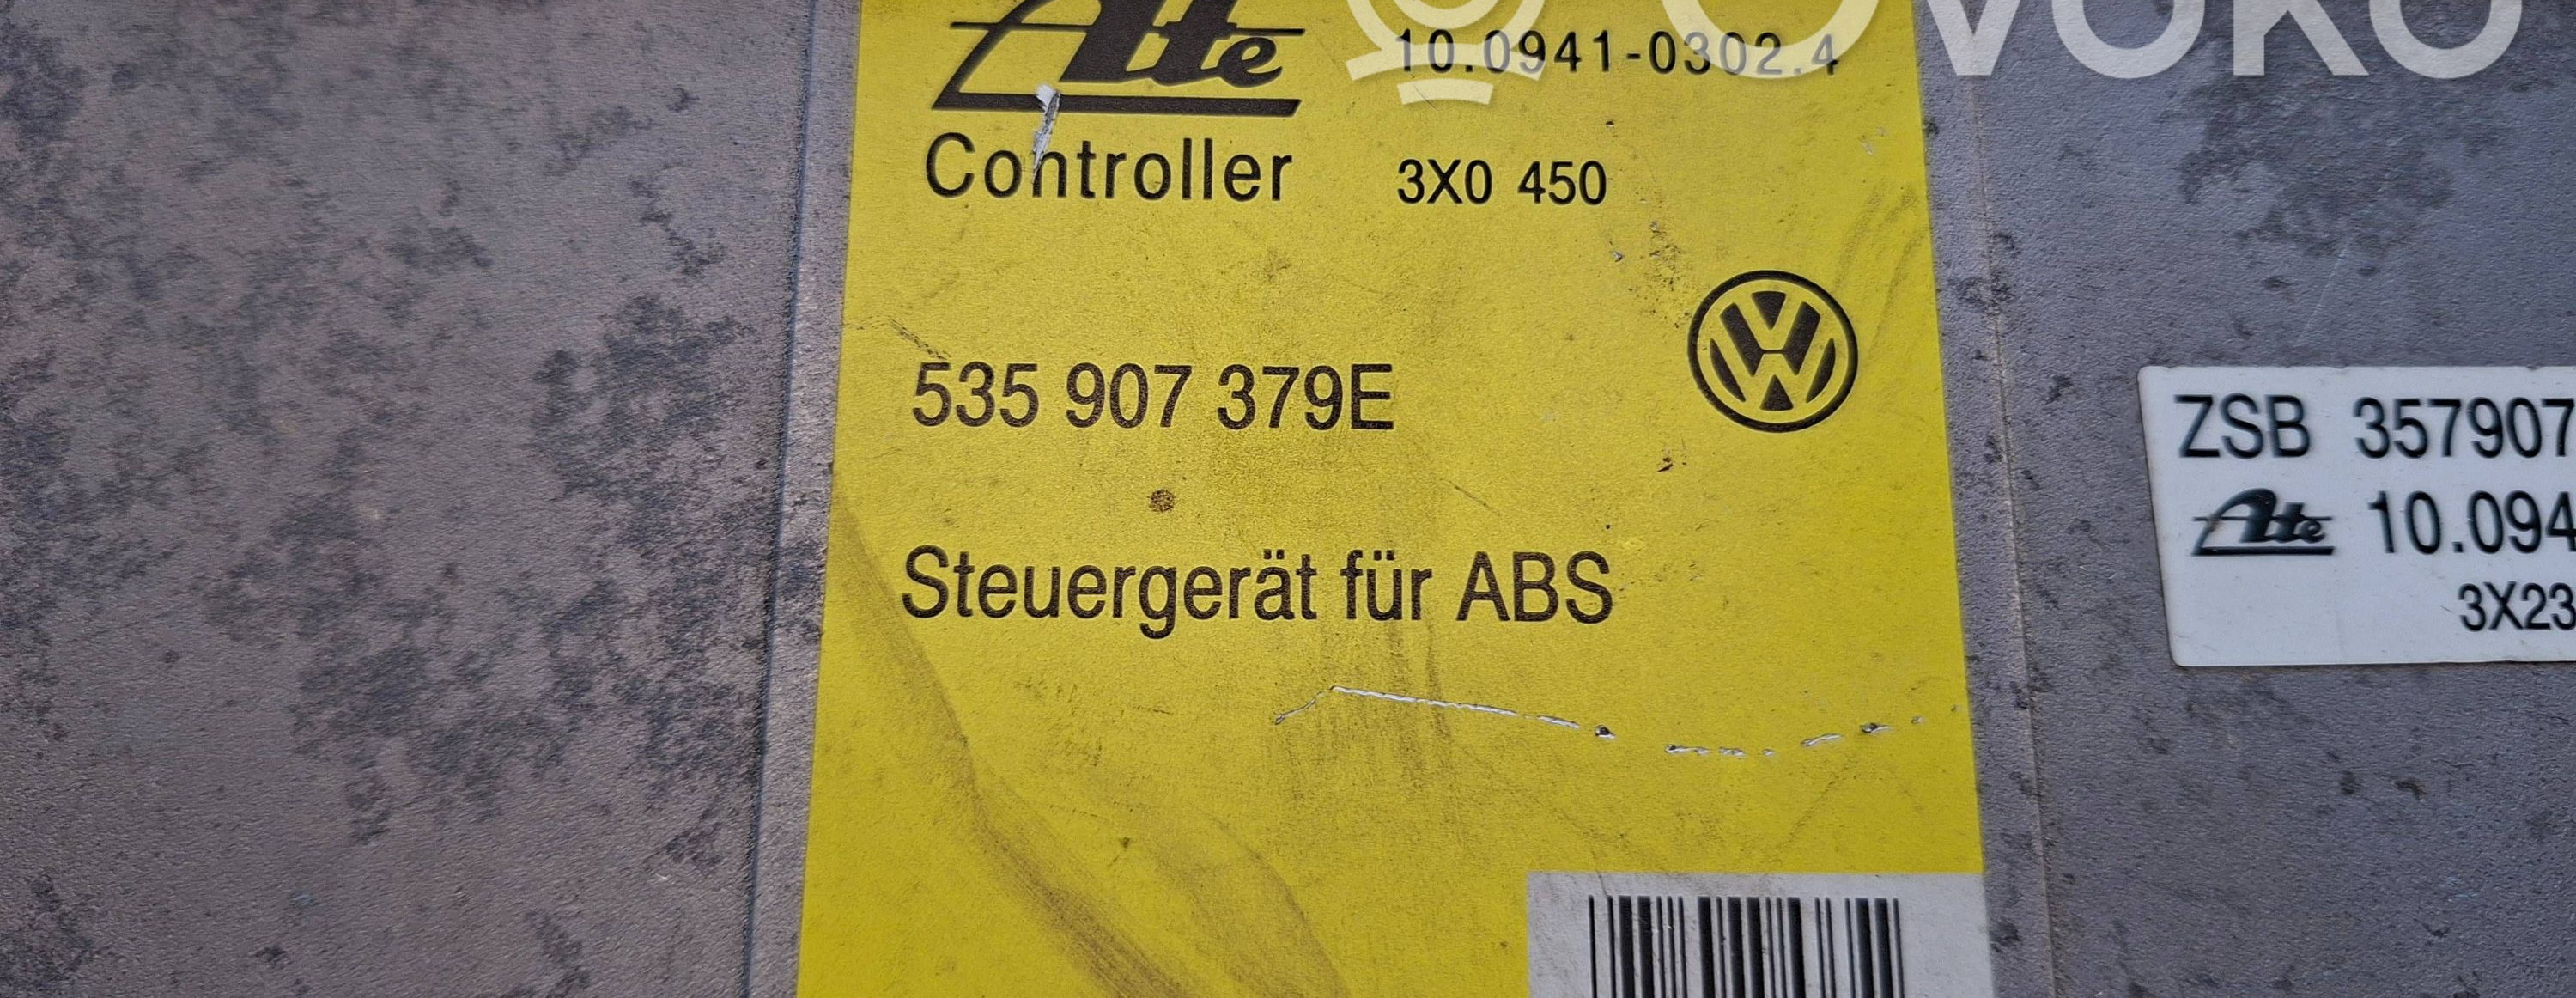 Ate 10.0941-0302.4
OVOKO
Controller 3X0 450
535 907 379E
Steuergerät für ABS
ZSB 357907
Ate 10.094
3X23